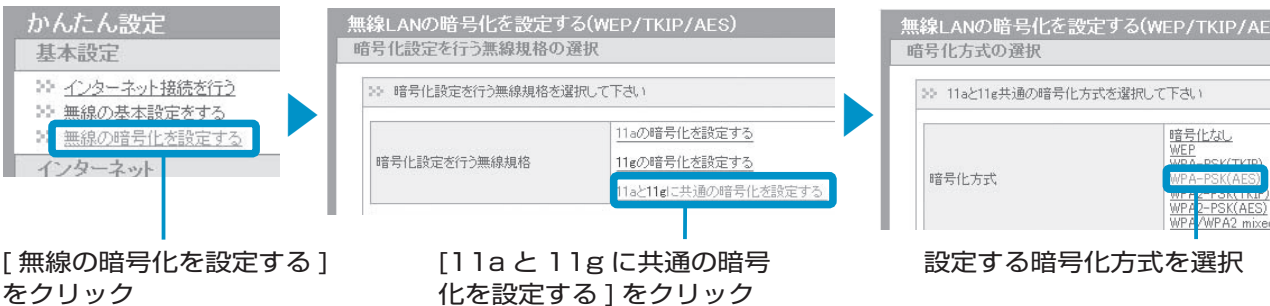 かんたん設定
基本設定
インターネット接続を行う
無線の基本設定をする
無線の暗号化を設定する
インターネット
[ 無線の暗号化を設定する ]
をクリック
無線LANの暗号化を設定する(WEP/TKIP/AES)
暗号化設定を行う無線規格の選択
暗号化設定を行う無線規格を選択して下さい
暗号化設定を行う無線規格
11aの暗号化を設定する
11gの暗号化を設定する
11aと11gに共通の暗号化を設定する
[11a と 11g に共通の暗号
化を設定する ] をクリック
無線LANの暗号化を設定する(WEP/TKIP/AE
暗号化方式の選択
11aと11g共通の暗号化方式を選択して下さい
暗号化方式
暗号化なし
WEP
WPA-PSK(TKIP)
WPA-PSK(AES)
WPA2-PSK(TKIP)
WPA2-PSK(AES)
WPA/WPA2 mixed
設定する暗号化方式を選択